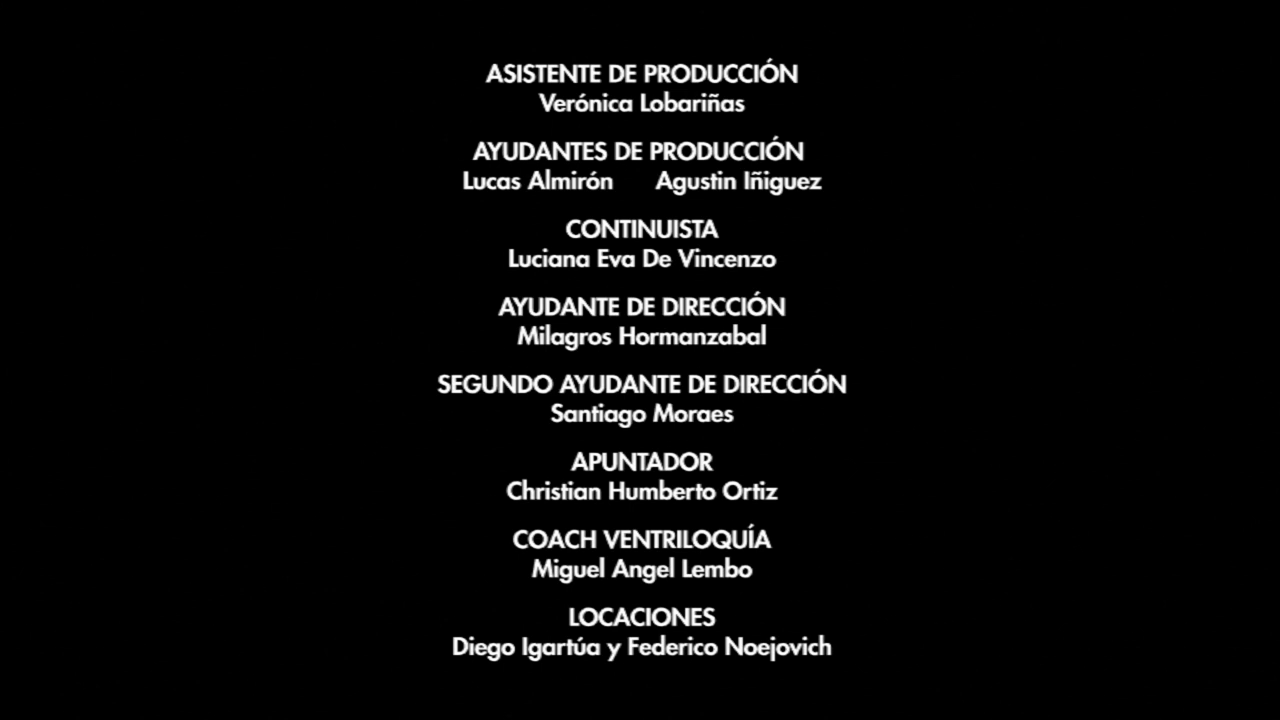 ASISTENTE DE PRODUCCIÓN
Verónica Lobariñas
AYUDANTES DE PRODUCCIÓN
Lucas Almirón Agustin Iñiguez
CONTINUISTA
Luciana Eva De Vincenzo
AYUDANTE DE DIRECCIÓN
Milagros Hormanzabal
SEGUNDO AYUDANTE DE DIRECCIÓN
Santiago Moraes
APUNTADOR
Christian Humberto Ortiz
COACH VENTRILOQUÍA
Miguel Angel Lembo
LOCACIONES
Diego Igartúa y Federico Noejovich